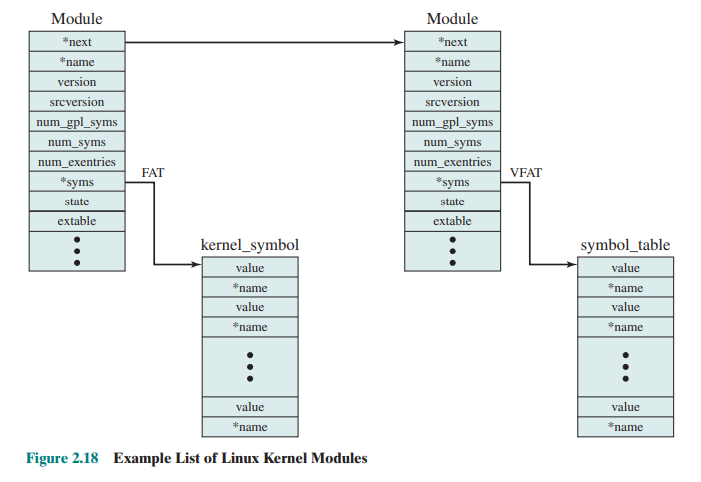 Module
*next
*name
version
srcversion
num_gpl_syms
num_syms
num_exentries
*syms
state
extable
FAT
kernel_symbol
value
*name
value
*name
value
*name
Module
*next
*name
version
srcversion
num_gpl_syms
num_syms
num_exentries
*syms
state
extable
VFAT
symbol_table
value
*name
value
*name
value
*name
Figure 2.18 Example List of Linux Kernel Modules